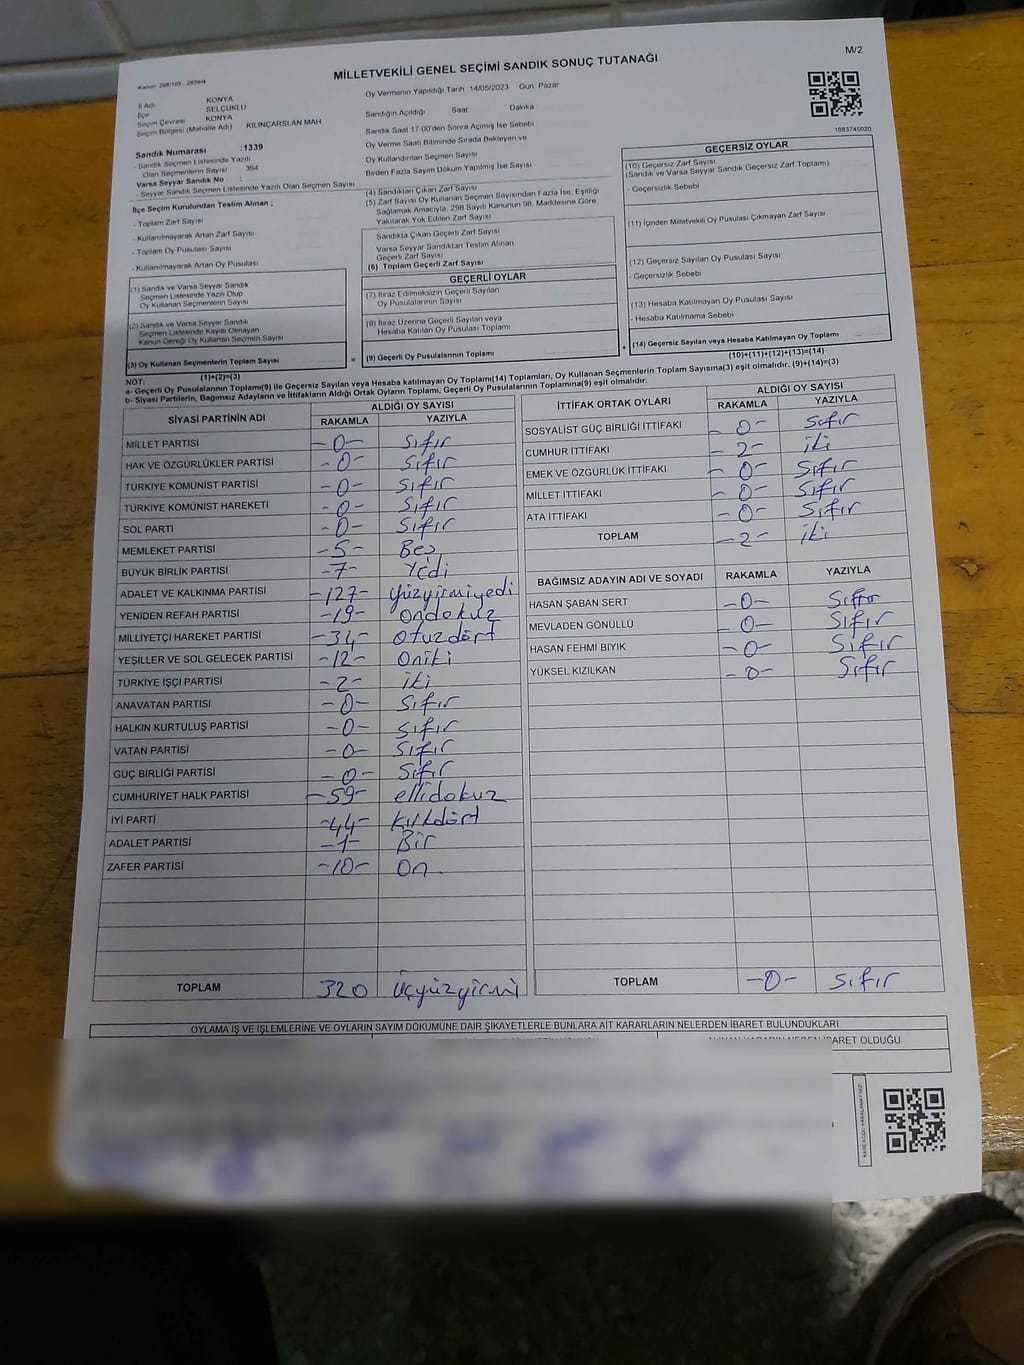 M/2
Kanun: 298/105 , 2839/4
MİLLETVEKİLİ GENEL SEÇİMİ SANDIK SONUÇ TUTANAĞI
İl Adı KONYA
İlçe SELÇUKLU
Seçim Çevresi KONYA
Seçim Bölgesi (Mahalle Adı) KILINÇARSLAN MAH
Sandık Numarası :1339
- Sandık Seçmen Listesinde Yazılı
Olan Seçmenlerin Sayısı 364
Varsa Seyyar Sandık No :
- Seyyar Sandık Seçmen Listesinde Yazılı Olan Seçmen Sayısı
İlçe Seçim Kurulundan Teslim Alınan ;
- Toplam Zarf Sayısı
- Kullanılmayarak Artan Zarf Sayısı
- Toplam Oy Pusulası Sayısı
- Kullanılmayarak Artan Oy Pusulası
(1) Sandık ve Varsa Seyyar Sandık
Seçmen Listesinde Yazılı Olup
Oy Kullanan Seçmenlerin Sayısı
(2) Sandık ve Varsa Seyyar Sandık
Seçmen Listesinde Kayıtlı Olmayan
Kanun Gereği Oy Kullanan Seçmen Sayısı
(3) Oy Kullanan Seçmenlerin Toplam Sayısı
(1)+(2)=(3)
Oy Vermenin Yapıldığı Tarih 14/05/2023 Gün Pazar
Sandığın Açıldığı Saat Dakika
Sandık Saat 17:00'den Sonra Açımış İse Sebebi
Oy Verme Saati Bitiminde Sırada Bekleyen ve
Oy Kullandırılan Seçmen Sayısı
Birden Fazla Sayım Döküm Yapılmış İse Sayısı
(4) Sandıktan Çıkan Zarf Sayısı
(5) Zarf Sayısı Oy Kullanan Seçmen Sayısından Fazla İse, Eşitliği
Sağlamak Amacıyla, 298 Sayılı Kanunun 98. Maddesine Göre
Yakılarak Yok Edilen Zarf Sayısı
Sandıkta Çıkan Geçerli Zarf Sayısı
Varsa Seyyar Sandıktan Teslim Alınan
Geçerli Zarf Sayısı
(6) Toplam Geçerli Zarf Sayısı
GEÇERLİ OYLAR
(7) İtiraz Edilmeksizin Geçerli Sayılan
Oy Pusulalarının Sayısı
(8) İtiraz Üzerine Geçerli Sayılan veya
Hesaba Katılan Oy Pusulası Toplamı
= (9) Geçerli Oy Pusulalarının Toplamı
1083745020
GEÇERSİZ OYLAR
(10) Geçersiz Zarf Sayısı
(Sandık ve Varsa Seyyar Sandık Geçersiz Zarf Toplamı)
- Geçersizlik Sebebi
(11) İçinden Milletvekili Oy Pusulası Çıkmayan Zarf Sayısı
(12) Geçersiz Sayılan Oy Pusulası Sayısı
- Geçersizlik Sebebi
(13) Hesaba Katılmayan Oy Pusulası Sayısı
- Hesaba Katılmama Sebebi
+ (14) Geçersiz Sayılan veya Hesaba Katılmayan Oy Toplamı
(10)+(11)+(12)+(13)=(14)
NOT:
a- Geçerli Oy Pusulalarının Toplamı(9) ile Geçersiz Sayılan veya Hesaba katılmayan Oy Toplamı(14) Toplamları, Oy Kullanan Seçmenlerin Toplam Sayısına(3) eşit olmalıdır. (9)+(14)=(3)
b- Siyasi Partilerin, Bağımsız Adayların ve İttifakların Aldığı Ortak Oyların Toplamı, Geçerli Oy Pusulalarının Toplamına(9) eşit olmalıdır.
SİYASİ PARTİNİN ADI ALDIĞI OY SAYISI
RAKAMLA YAZIYLA
MİLLET PARTİSİ -0- Sıfır
HAK VE ÖZGÜRLÜKLER PARTİSİ -0- Sıfır
TÜRKİYE KOMÜNİST PARTİSİ -0- Sıfır
TÜRKİYE KOMÜNİST HAREKETİ -0- Sıfır
SOL PARTİ -0- Sıfır
MEMLEKET PARTİSİ -5- Beş
BÜYÜK BİRLİK PARTİSİ -7- Yedi
ADALET VE KALKINMA PARTİSİ -127- Yüzyirmiyedi
YENİDEN REFAH PARTİSİ -19- Ondokuz
MİLLİYETÇİ HAREKET PARTİSİ -34- Otuzdört
YEŞİLLER VE SOL GELECEK PARTİSİ -12- Oniki
TÜRKİYE İŞÇİ PARTİSİ -2- iki
ANAVATAN PARTİSİ -0- Sıfır
HALKIN KURTULUŞ PARTİSİ -0- Sıfır
VATAN PARTİSİ -0- Sıfır
GÜÇ BİRLİĞİ PARTİSİ -0- Sıfır
CUMHURİYET HALK PARTİSİ -59- ellidokuz
İYİ PARTİ -44- Kırkdört
ADALET PARTİSİ -1- Bir
ZAFER PARTİSİ -10- On
TOPLAM 320 Üçyüzyirmi
İTTİFAK ORTAK OYLARI ALDIĞI OY SAYISI
RAKAMLA YAZIYLA
SOSYALİST GÜÇ BİRLİĞİ İTTİFAKI -0- Sıfır
CUMHUR İTTİFAKI -2- iki
EMEK VE ÖZGÜRLÜK İTTİFAKI -0- Sıfır
MİLLET İTTİFAKI -0- Sıfır
ATA İTTİFAKI -0- Sıfır
TOPLAM -2- iki
BAĞIMSIZ ADAYIN ADI VE SOYADI RAKAMLA YAZIYLA
HASAN ŞABAN SERT -0- Sıfır
MEVLADEN GÖNÜLLÜ -0- Sıfır
HASAN FEHMİ BIYIK -0- Sıfır
YÜKSEL KIZILKAN -0- Sıfır
TOPLAM -0- Sıfır
OYLAMA İŞ VE İŞLEMLERİNE VE OYLARIN SAYIM DÖKÜMÜNE DAİR ŞİKAYETLERLE BUNLARA AİT KARARLARIN NELERDEN İBARET BULUNDUKLARI
ALINAN KARARIN NEDEN İBARET OLDUĞU